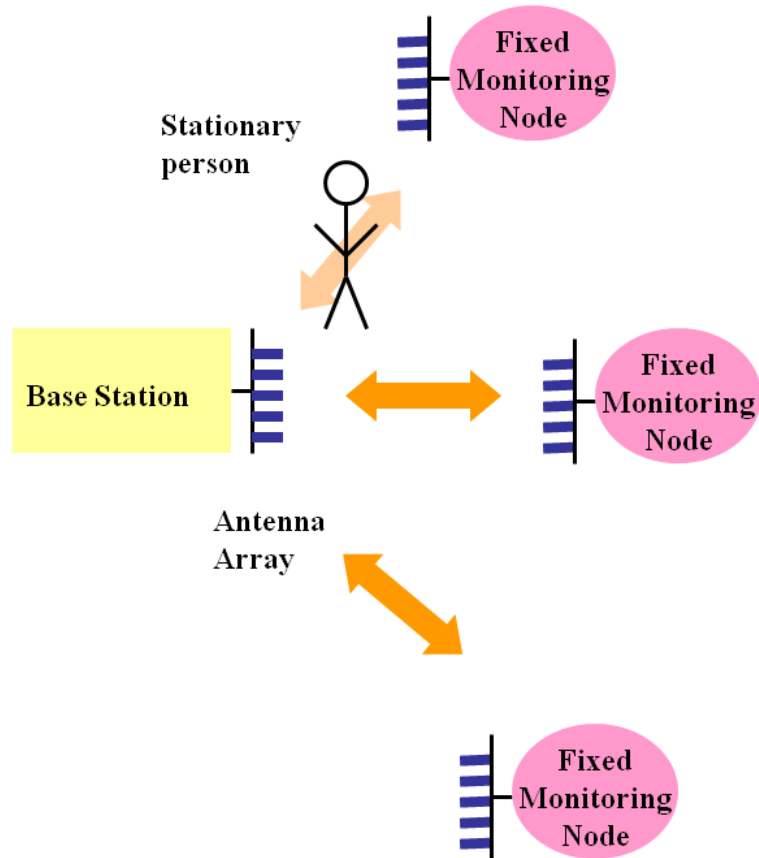 Fixed
Monitoring
Node
Stationary
person
Base Station
Fixed
Monitoring
Node
Antenna
Array
Fixed
Monitoring
Node